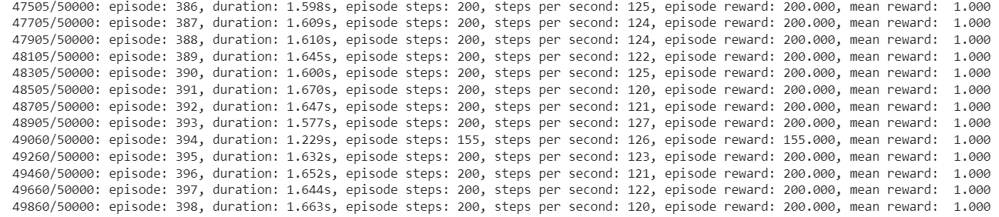 47505/50000: episode: 386, duration: 1.598s, episode steps: 200, steps per second: 125, episode reward: 200.000, mean reward:  1.000
47705/50000: episode: 387, duration: 1.609s, episode steps: 200, steps per second: 124, episode reward: 200.000, mean reward:  1.000
47905/50000: episode: 388, duration: 1.610s, episode steps: 200, steps per second: 124, episode reward: 200.000, mean reward:  1.000
48105/50000: episode: 389, duration: 1.645s, episode steps: 200, steps per second: 122, episode reward: 200.000, mean reward:  1.000
48305/50000: episode: 390, duration: 1.600s, episode steps: 200, steps per second: 125, episode reward: 200.000, mean reward:  1.000
48505/50000: episode: 391, duration: 1.670s, episode steps: 200, steps per second: 120, episode reward: 200.000, mean reward:  1.000
48705/50000: episode: 392, duration: 1.647s, episode steps: 200, steps per second: 121, episode reward: 200.000, mean reward:  1.000
48905/50000: episode: 393, duration: 1.577s, episode steps: 200, steps per second: 127, episode reward: 200.000, mean reward:  1.000
49060/50000: episode: 394, duration: 1.229s, episode steps: 155, steps per second: 126, episode reward: 155.000, mean reward:  1.000
49260/50000: episode: 395, duration: 1.632s, episode steps: 200, steps per second: 123, episode reward: 200.000, mean reward:  1.000
49460/50000: episode: 396, duration: 1.652s, episode steps: 200, steps per second: 121, episode reward: 200.000, mean reward:  1.000
49660/50000: episode: 397, duration: 1.644s, episode steps: 200, steps per second: 122, episode reward: 200.000, mean reward:  1.000
49860/50000: episode: 398, duration: 1.663s, episode steps: 200, steps per second: 120, episode reward: 200.000, mean reward:  1.000